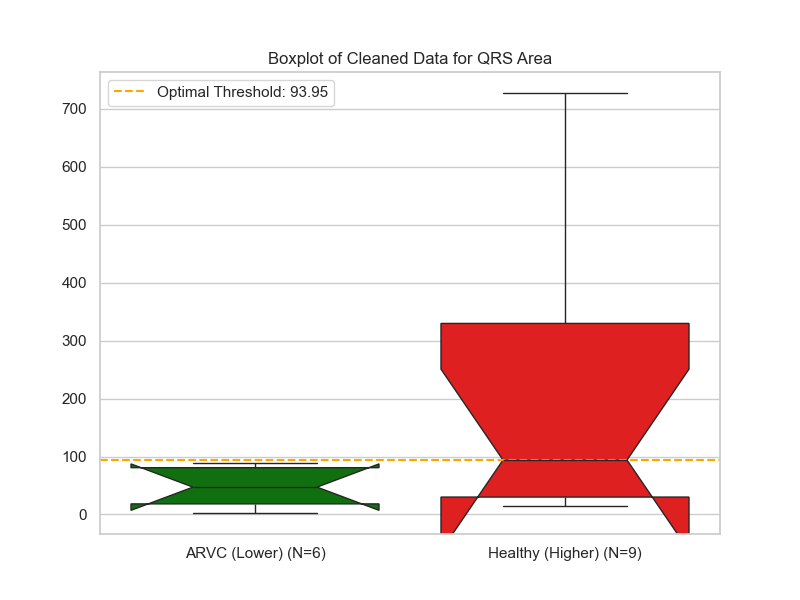 Boxplot of Cleaned Data for QRS Area
Optimal Threshold: 93.95
700
600
500
400
300
200
100
0
ARVC (Lower) (N=6)
Healthy (Higher) (N=9)